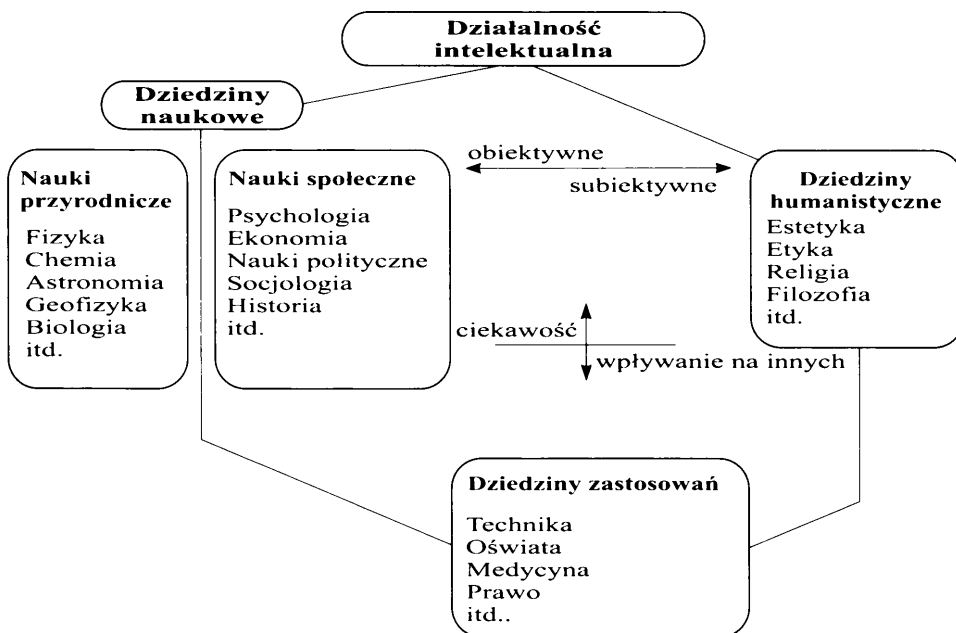 Działalność
intelektualna
Dziedziny
naukowe
Nauki
przyrodnicze
Fizyka
Chemia
Astronomia
Geofizyka
Biologia
itd.
Nauki społeczne
Psychologia
Ekonomia
Nauki polityczne
Socjologia
Historia
itd.
obiektywne
subiektywne
ciekawość
wpływanie na innych
Dziedziny
humanistyczne
Estetyka
Etyka
Religia
Filozofia
itd.
Dziedziny zastosowań
Technika
Oświata
Medycyna
Prawo
itd..